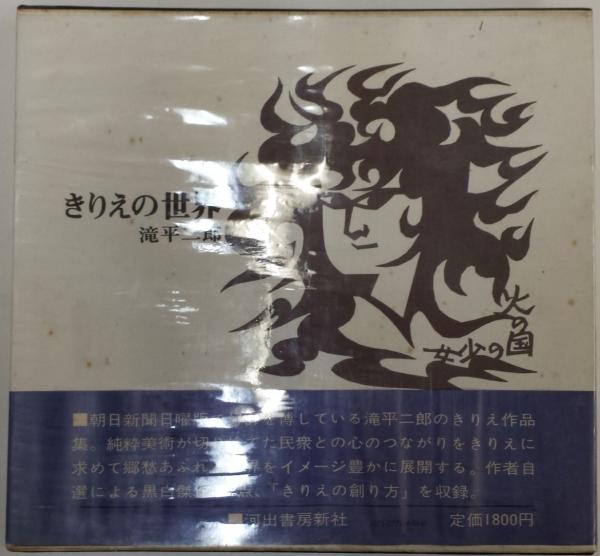 きりえの世界
滝平二郎
火の国
の少女
■朝日新聞日曜版 を博している滝平二郎のきりえ作品
集。純粋美術が切り た民衆との心のつながりをきりえに
求めて郷愁あふれ 界をイメージ豊かに展開する。作者自
選による黒白傑 点、「きりえの創り方」を収録。
■河出書房新社 定価1800円